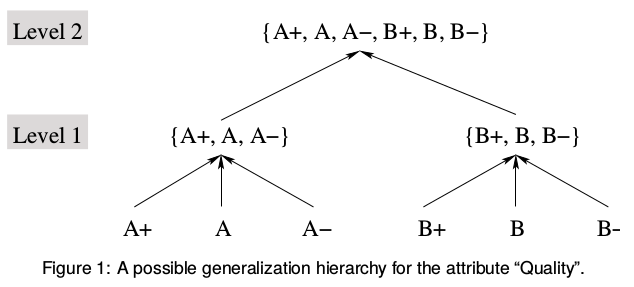 Level 2 {A+, A, A−, B+, B, B−}
Level 1 {A+, A, A−} {B+, B, B−}
A+ A A− B+ B B−
Figure 1: A possible generalization hierarchy for the attribute “Quality”.